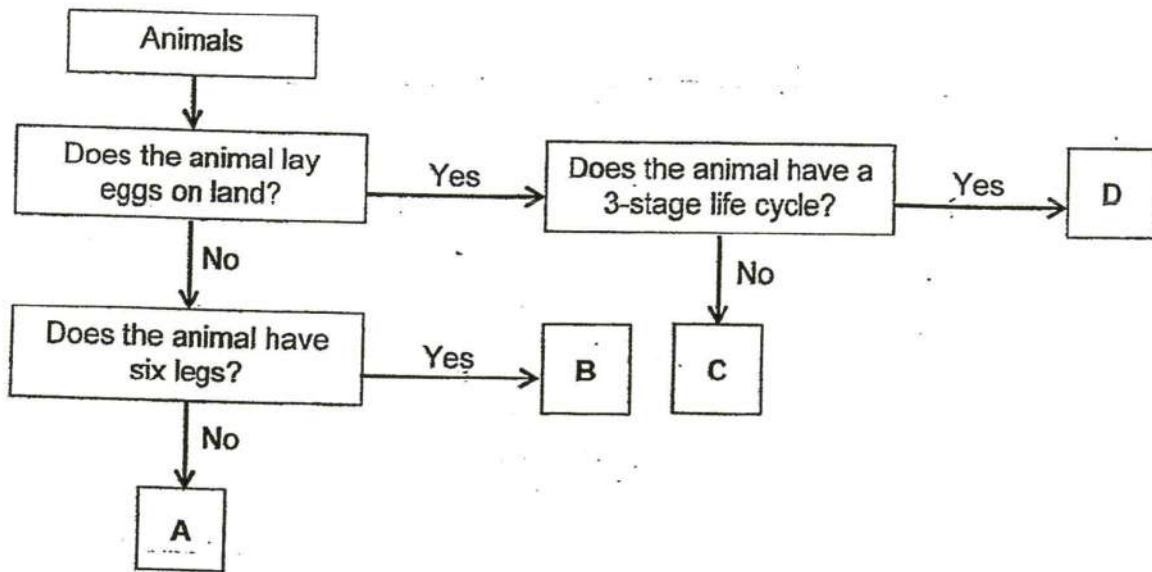 Animals
Does the animal lay
eggs on land?
Yes
Does the animal have a
3-stage life cycle?
Yes
D
No
No
Does the animal have
six legs?
Yes
B
C
No
A